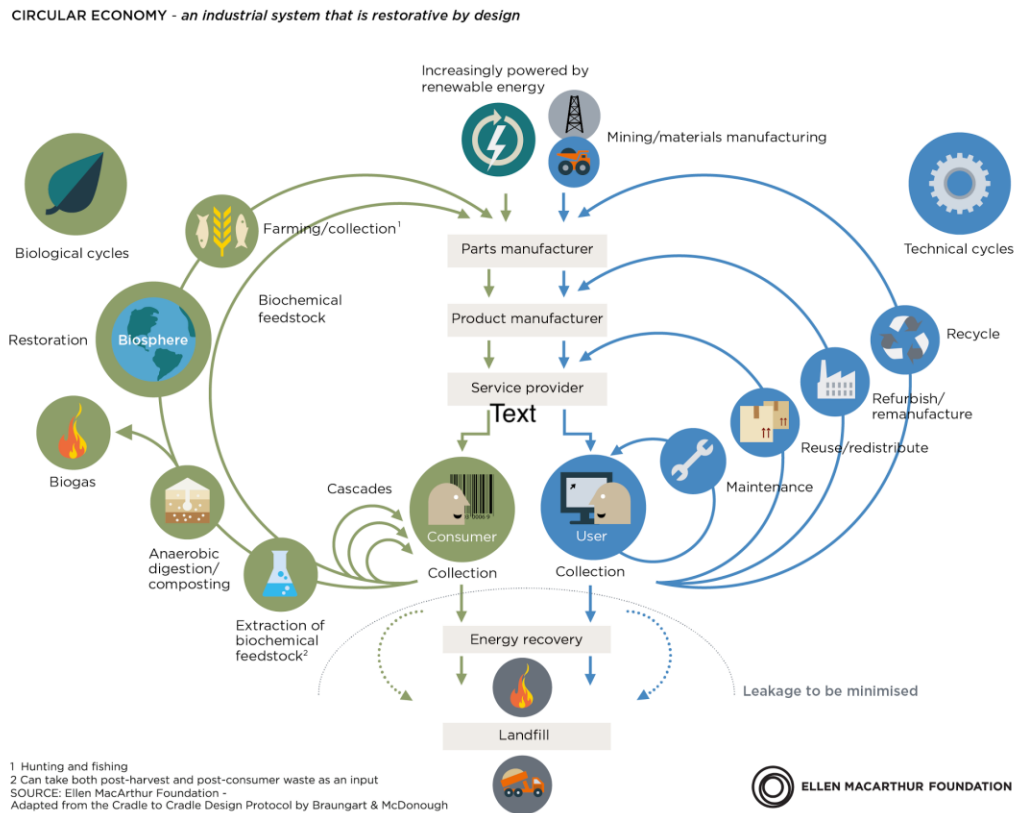 CIRCULAR ECONOMY - an industrial system that is restorative by design
Increasingly powered by
renewable energy
Mining/materials manufacturing
Biological cycles
Technical cycles
Farming/collection¹
Parts manufacturer
Biochemical
feedstock
Product manufacturer
Restoration
Biosphere
Recycle
Service provider
Text
Refurbish/
remanufacture
Reuse/redistribute
Biogas
Cascades
Maintenance
Consumer
User
Anaerobic
digestion/
composting
Collection
Collection
Extraction of
biochemical
feedstock²
Energy recovery
Leakage to be minimised
Landfill
1 Hunting and fishing
2 Can take both post-harvest and post-consumer waste as an input
SOURCE: Ellen MacArthur Foundation -
Adapted from the Cradle to Cradle Design Protocol by Braungart & McDonough
ELLEN MACARTHUR FOUNDATION